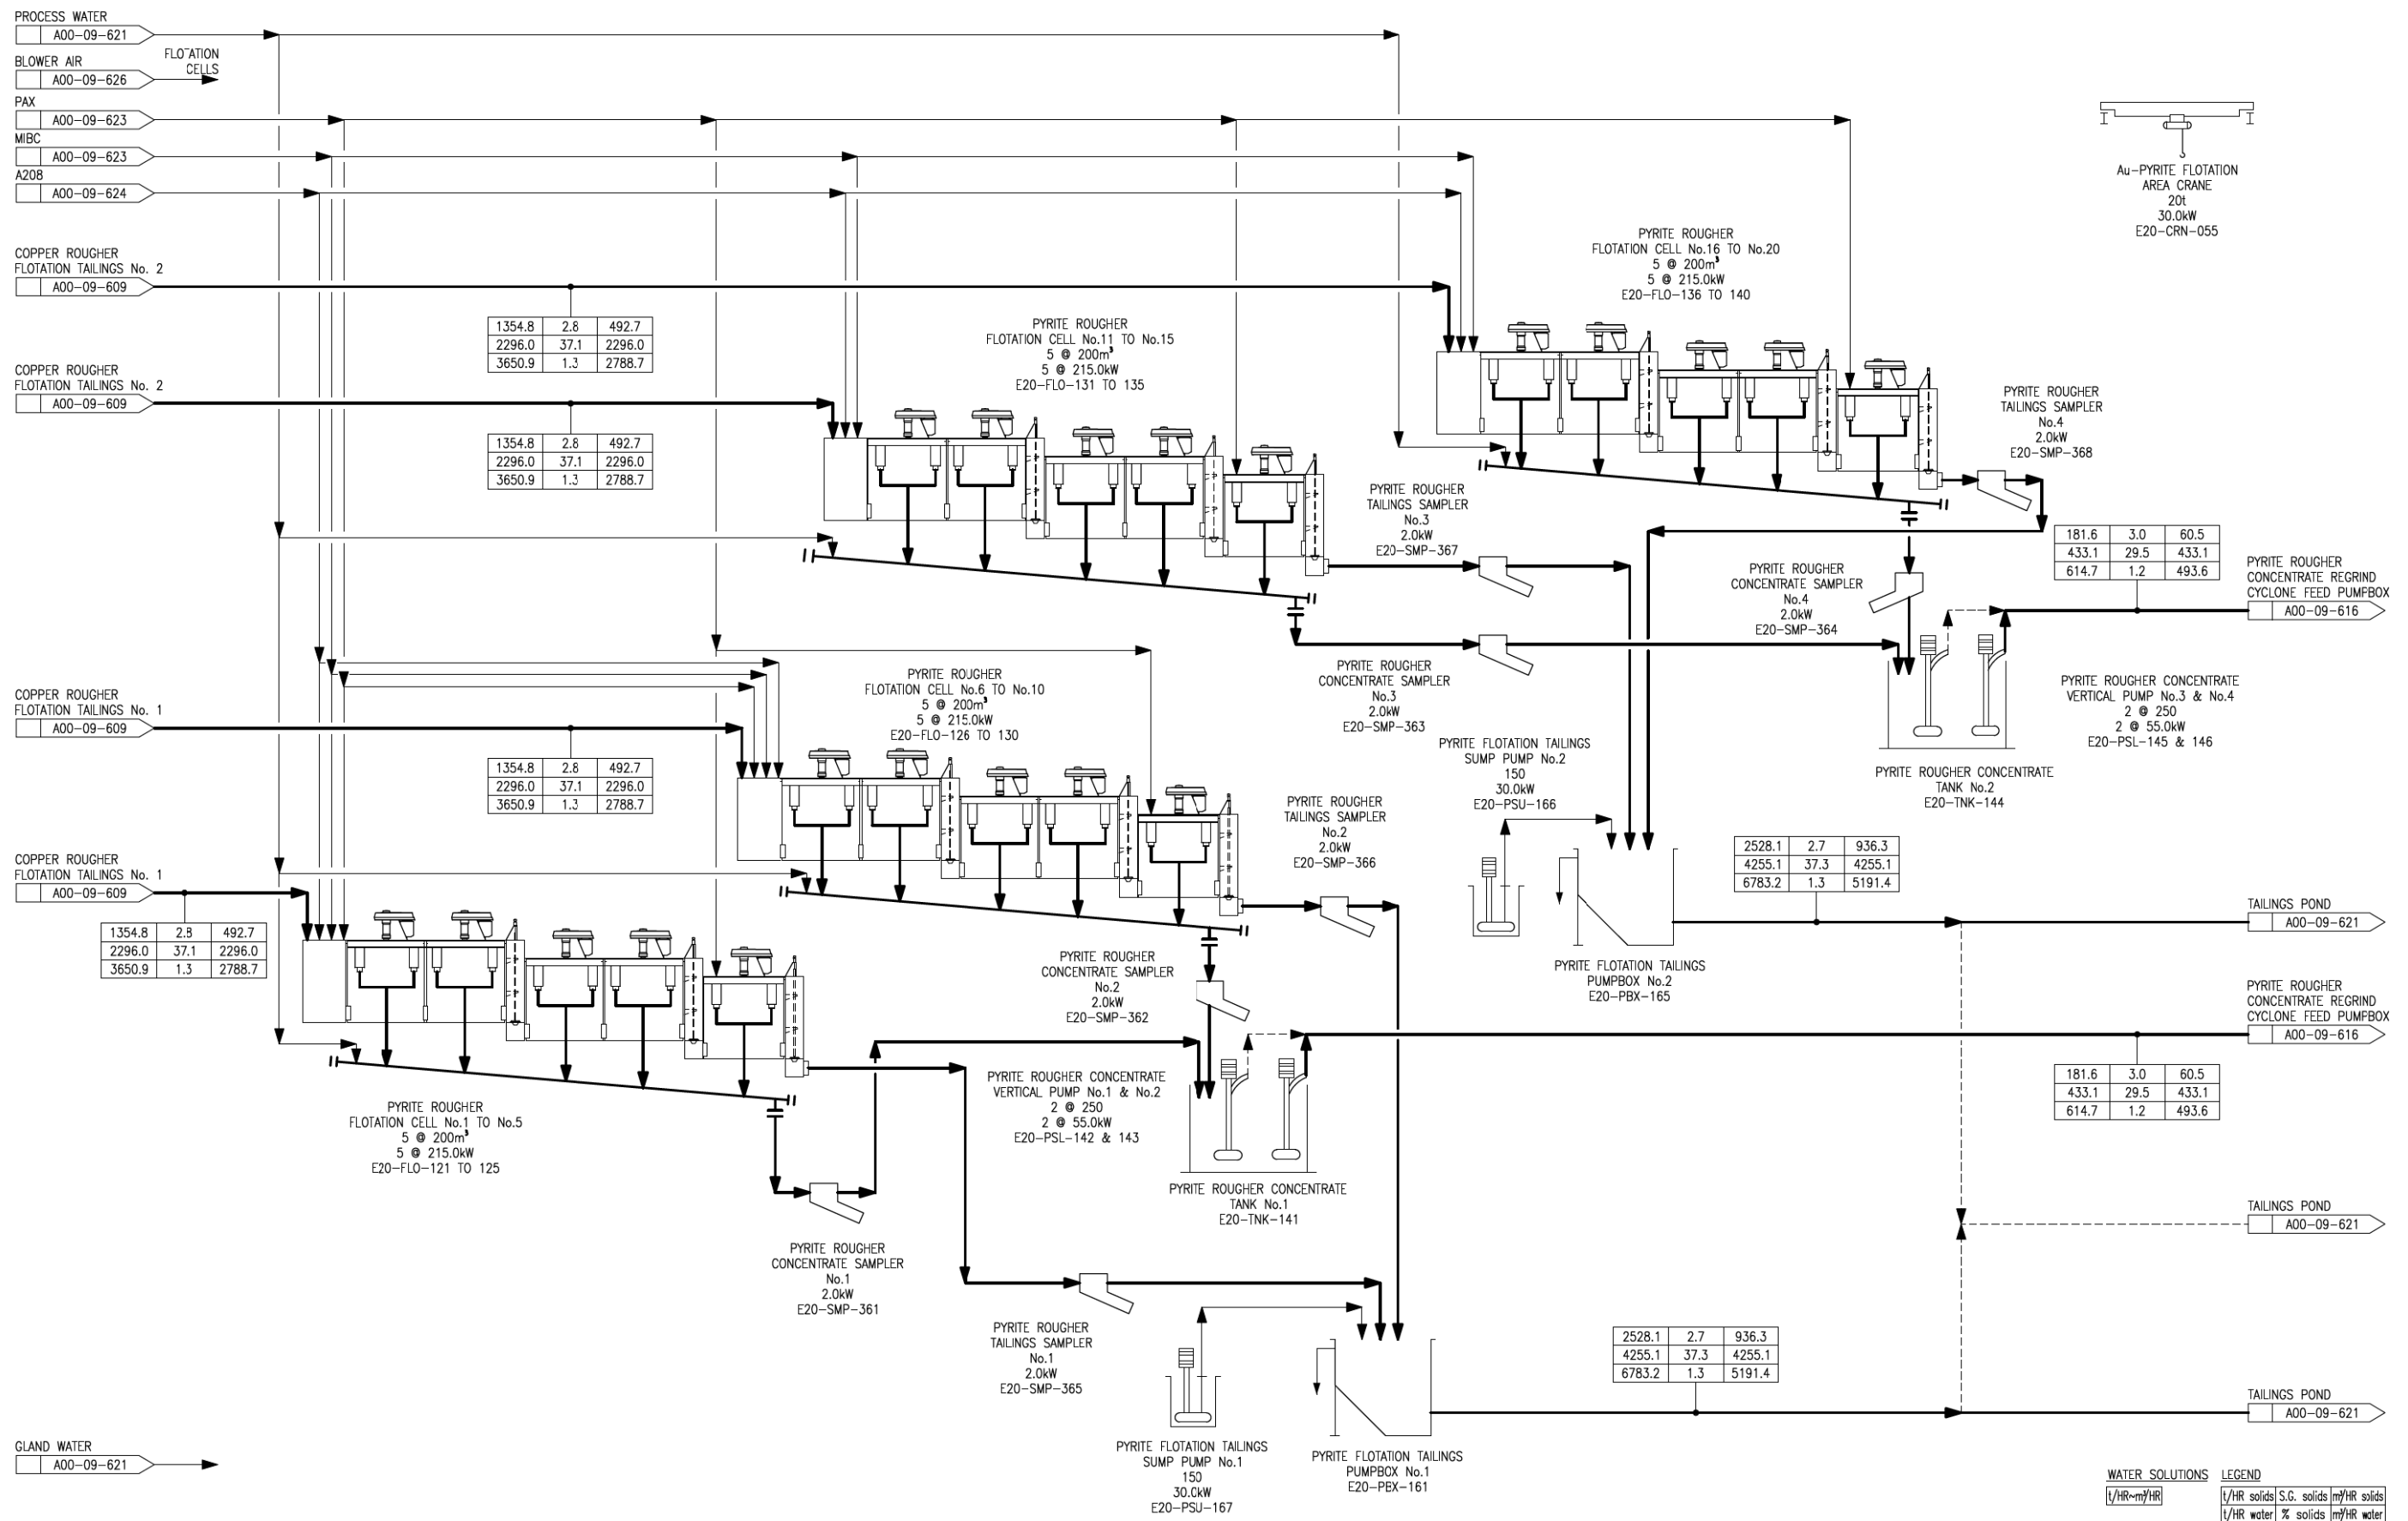 PROCESS WATER
A00-09-621
BLOWER AIR
A00-09-626
FLOTATION
CELLS
PAX
A00-09-623
MIBC
A00-09-623
A208
A00-09-624
Au-PYRITE FLOTATION
AREA CRANE
20t
30.0kW
E20-CRN-055
COPPER ROUGHER
FLOTATION TAILINGS No. 2
A00-09-609
1354.8 2.8 492.7
2296.0 37.1 2296.0
3650.9 1.3 2788.7
PYRITE ROUGHER
FLOTATION CELL No.16 TO No.20
5 @ 200m³
5 @ 215.0kW
E20-FLO-136 TO 140
COPPER ROUGHER
FLOTATION TAILINGS No. 2
A00-09-609
1354.8 2.8 492.7
2296.0 37.1 2296.0
3650.9 1.3 2788.7
PYRITE ROUGHER
FLOTATION CELL No.11 TO No.15
5 @ 200m³
5 @ 215.0kW
E20-FLO-131 TO 135
PYRITE ROUGHER
TAILINGS SAMPLER
No.4
2.0kW
E20-SMP-368
PYRITE ROUGHER
TAILINGS SAMPLER
No.3
2.0kW
E20-SMP-367
181.6 3.0 60.5
433.1 29.5 433.1
614.7 1.2 493.6
PYRITE ROUGHER
CONCENTRATE REGRIND
CYCLONE FEED PUMPBOX
A00-09-616
PYRITE ROUGHER
CONCENTRATE SAMPLER
No.4
2.0kW
E20-SMP-364
PYRITE ROUGHER
CONCENTRATE SAMPLER
No.3
2.0kW
E20-SMP-363
PYRITE ROUGHER CONCENTRATE
VERTICAL PUMP No.3 & No.4
2 @ 250
2 @ 55.0kW
E20-PSL-145 & 146
PYRITE ROUGHER CONCENTRATE
TANK No.2
E20-TNK-144
COPPER ROUGHER
FLOTATION TAILINGS No. 1
A00-09-609
1354.8 2.8 492.7
2296.0 37.1 2296.0
3650.9 1.3 2788.7
PYRITE ROUGHER
FLOTATION CELL No.6 TO No.10
5 @ 200m³
5 @ 215.0kW
E20-FLO-126 TO 130
PYRITE FLOTATION TAILINGS
SUMP PUMP No.2
150
30.0kW
E20-PSU-166
PYRITE ROUGHER
TAILINGS SAMPLER
No.2
2.0kW
E20-SMP-366
COPPER ROUGHER
FLOTATION TAILINGS No. 1
A00-09-609
1354.8 2.8 492.7
2296.0 37.1 2296.0
3650.9 1.3 2788.7
2528.1 2.7 936.3
4255.1 37.3 4255.1
6783.2 1.3 5191.4
TAILINGS POND
A00-09-621
PYRITE FLOTATION TAILINGS
PUMPBOX No.2
E20-PBX-165
PYRITE ROUGHER
CONCENTRATE SAMPLER
No.2
2.0kW
E20-SMP-362
PYRITE ROUGHER
CONCENTRATE REGRIND
CYCLONE FEED PUMPBOX
A00-09-616
181.6 3.0 60.5
433.1 29.5 433.1
614.7 1.2 493.6
PYRITE ROUGHER
FLOTATION CELL No.1 TO No.5
5 @ 200m³
5 @ 215.0kW
E20-FLO-121 TO 125
PYRITE ROUGHER CONCENTRATE
VERTICAL PUMP No.1 & No.2
2 @ 250
2 @ 55.0kW
E20-PSL-142 & 143
PYRITE ROUGHER CONCENTRATE
TANK No.1
E20-TNK-141
TAILINGS POND
A00-09-621
PYRITE ROUGHER
CONCENTRATE SAMPLER
No.1
2.0kW
E20-SMP-361
PYRITE ROUGHER
TAILINGS SAMPLER
No.1
2.0kW
E20-SMP-365
2528.1 2.7 936.3
4255.1 37.3 4255.1
6783.2 1.3 5191.4
TAILINGS POND
A00-09-621
GLAND WATER
A00-09-621
PYRITE FLOTATION TAILINGS
SUMP PUMP No.1
150
30.0kW
E20-PSU-167
PYRITE FLOTATION TAILINGS
PUMPBOX No.1
E20-PBX-161
WATER SOLUTIONS
t/HR~m³/HR
LEGEND
t/HR solids S.G. solids m³/HR solids
t/HR water % solids m³/HR water